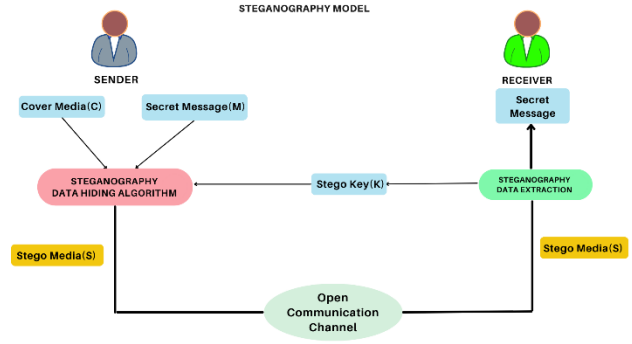 STEGANOGRAPHY MODEL
SENDER
RECEIVER
Cover Media(C)
Secret Message(M)
Secret
Message
STEGANOGRAPHY
DATA HIDING ALGORITHM
Stego Key(K)
STEGANOGRAPHY
DATA EXTRACTION
Stego Media(S)
Stego Media(S)
Open
Communication
Channel